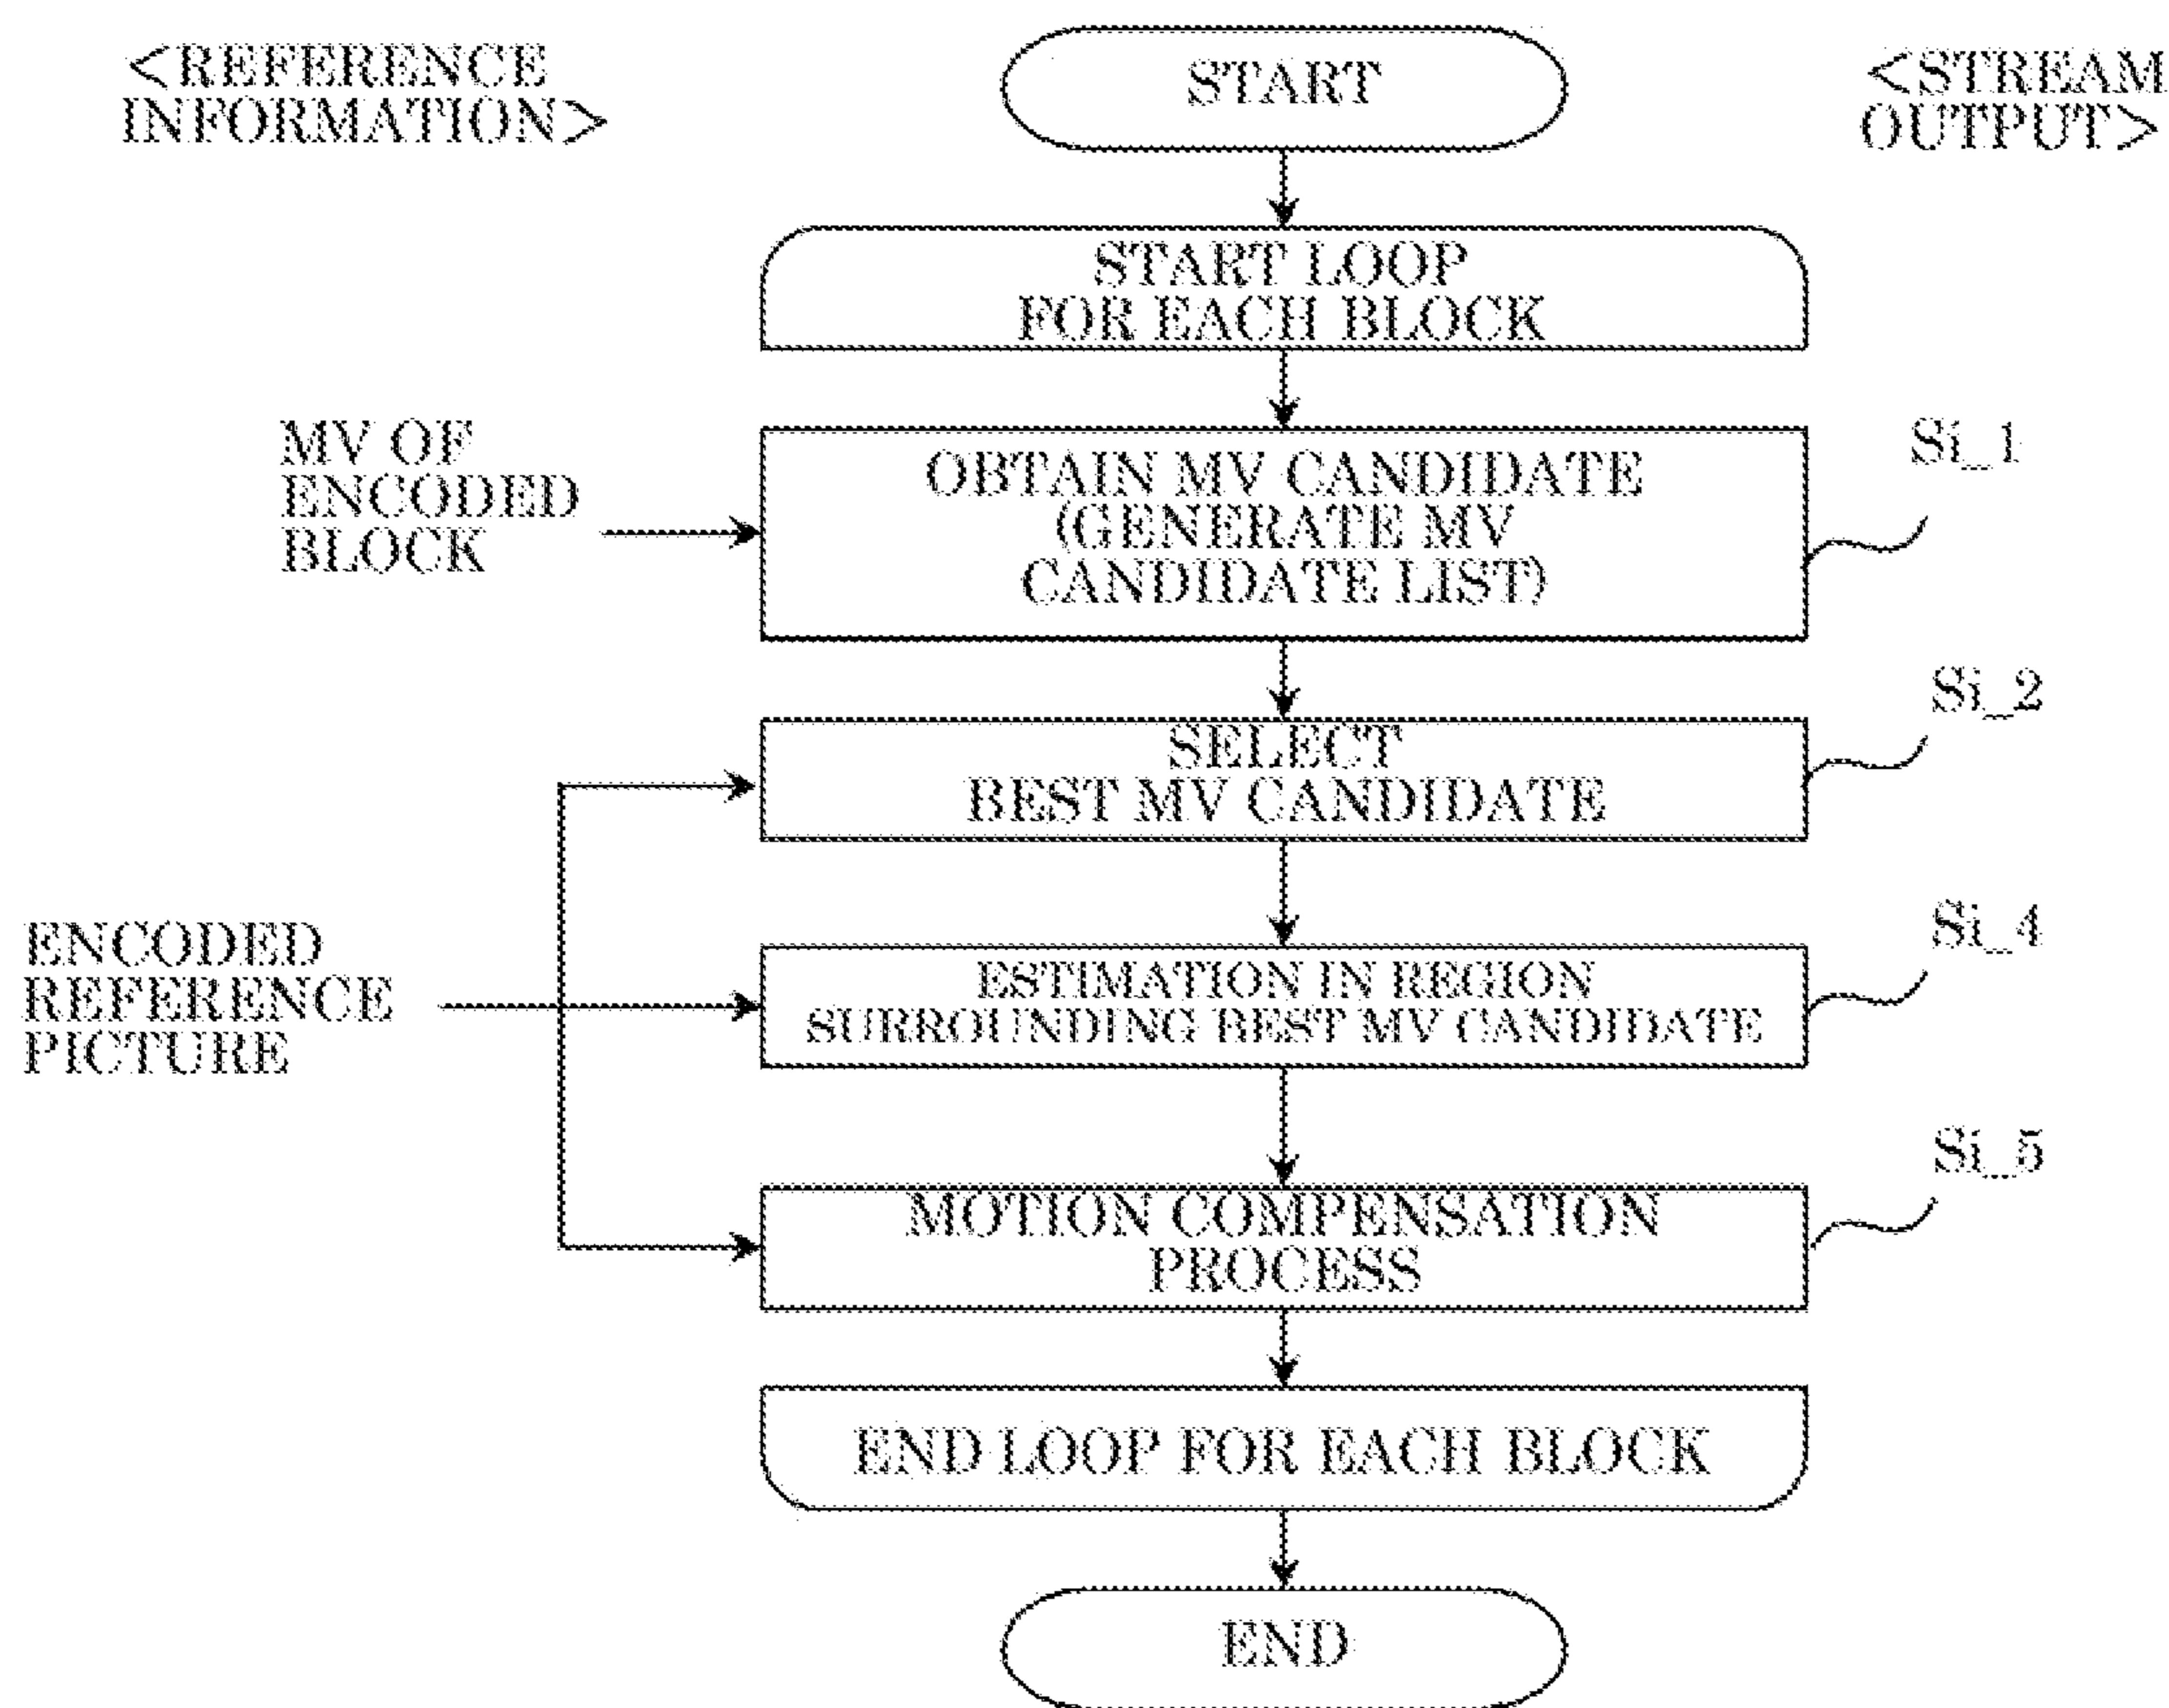 <REFERENCE
INFORMATION>
START
<STREAM
OUTPUT>
START LOOP
FOR EACH BLOCK
MV OF
ENCODED
BLOCK
OBTAIN MV CANDIDATE
(GENERATE MV
CANDIDATE LIST)
Si_1
SELECT
BEST MV CANDIDATE
Si_2
ENCODED
REFERENCE
PICTURE
ESTIMATION IN REGION
SURROUNDING BEST MV CANDIDATE
Si_4
MOTION COMPENSATION
PROCESS
Si_5
END LOOP FOR EACH BLOCK
END